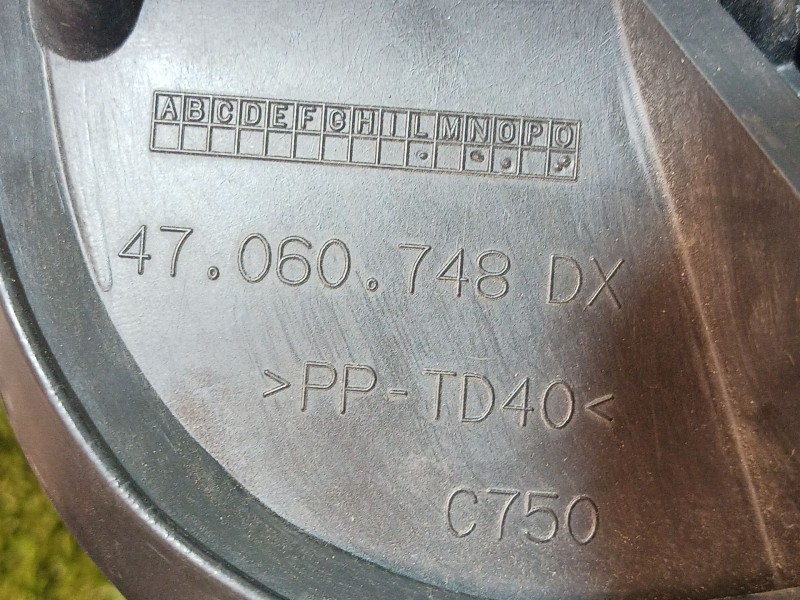 ABCDEFGHILMNOPQ
47.060.748 DX
>PP-TD40<
C750